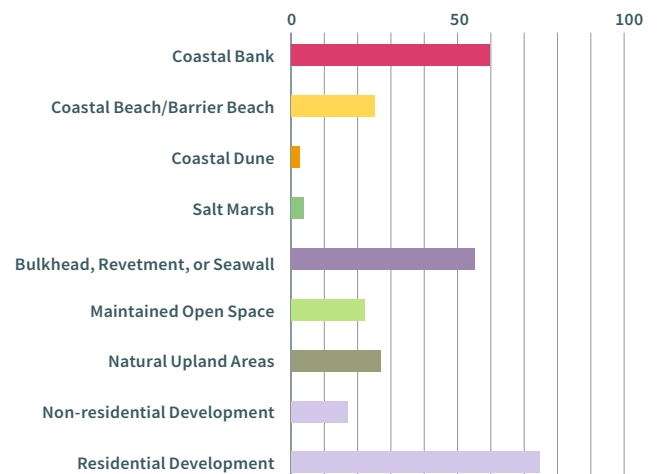 0 50 100
Coastal Bank
Coastal Beach/Barrier Beach
Coastal Dune
Salt Marsh
Bulkhead, Revetment, or Seawall
Maintained Open Space
Natural Upland Areas
Non-residential Development
Residential Development